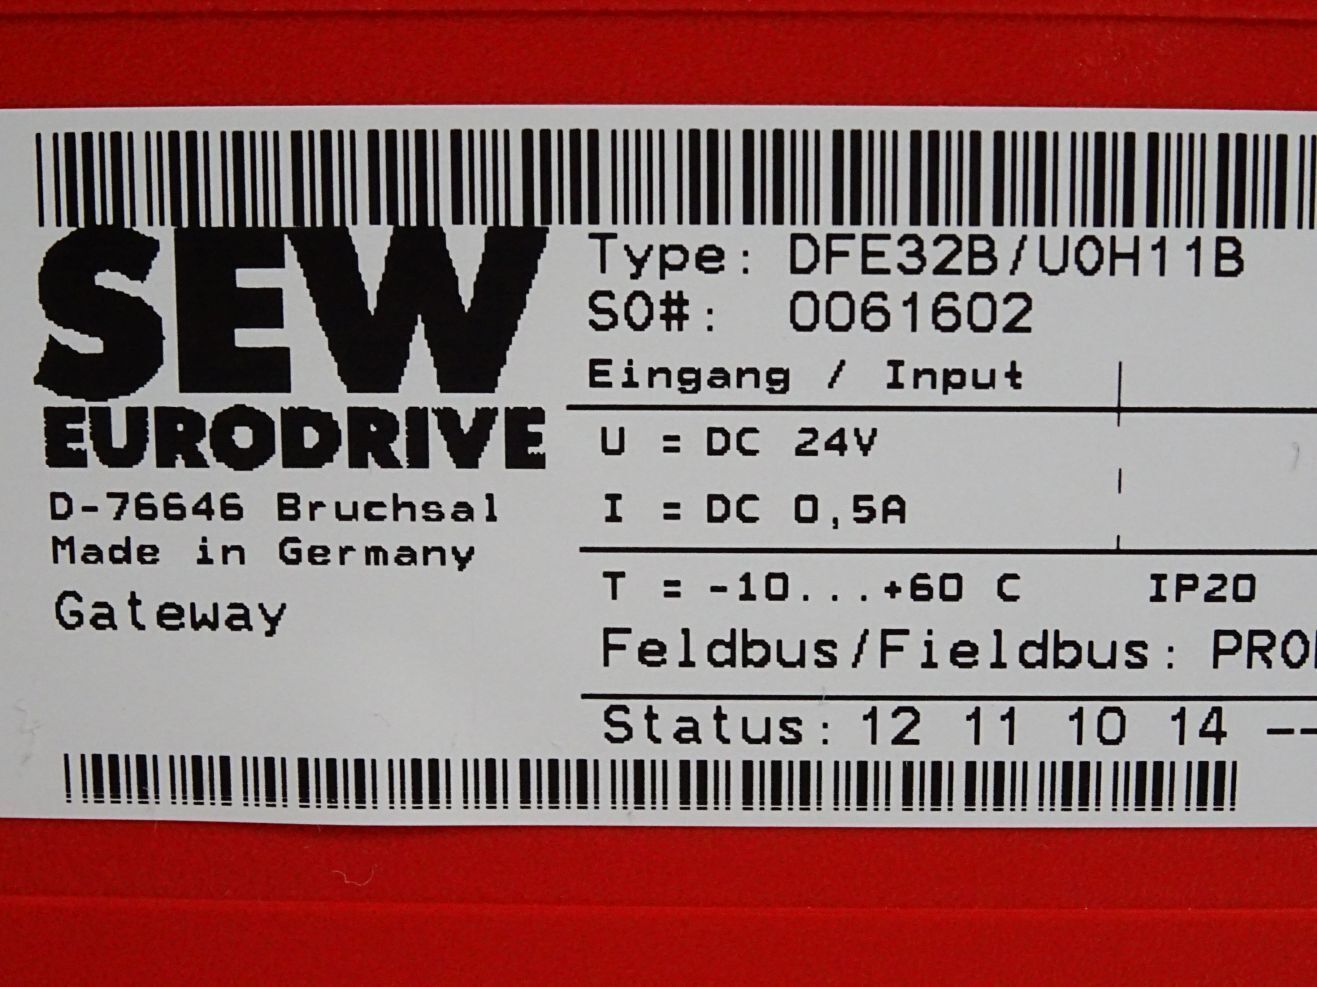 SEW
EURODRIVE
D-76646 Bruchsal
Made in Germany
Gateway
Type: DFE32B/UOH11B
SO#: 0061602
Eingang / Input
U = DC 24V
I = DC 0,5A
T = -10...+60 C IP20
Feldbus/Fieldbus:
Status: 12 11 10 14 --